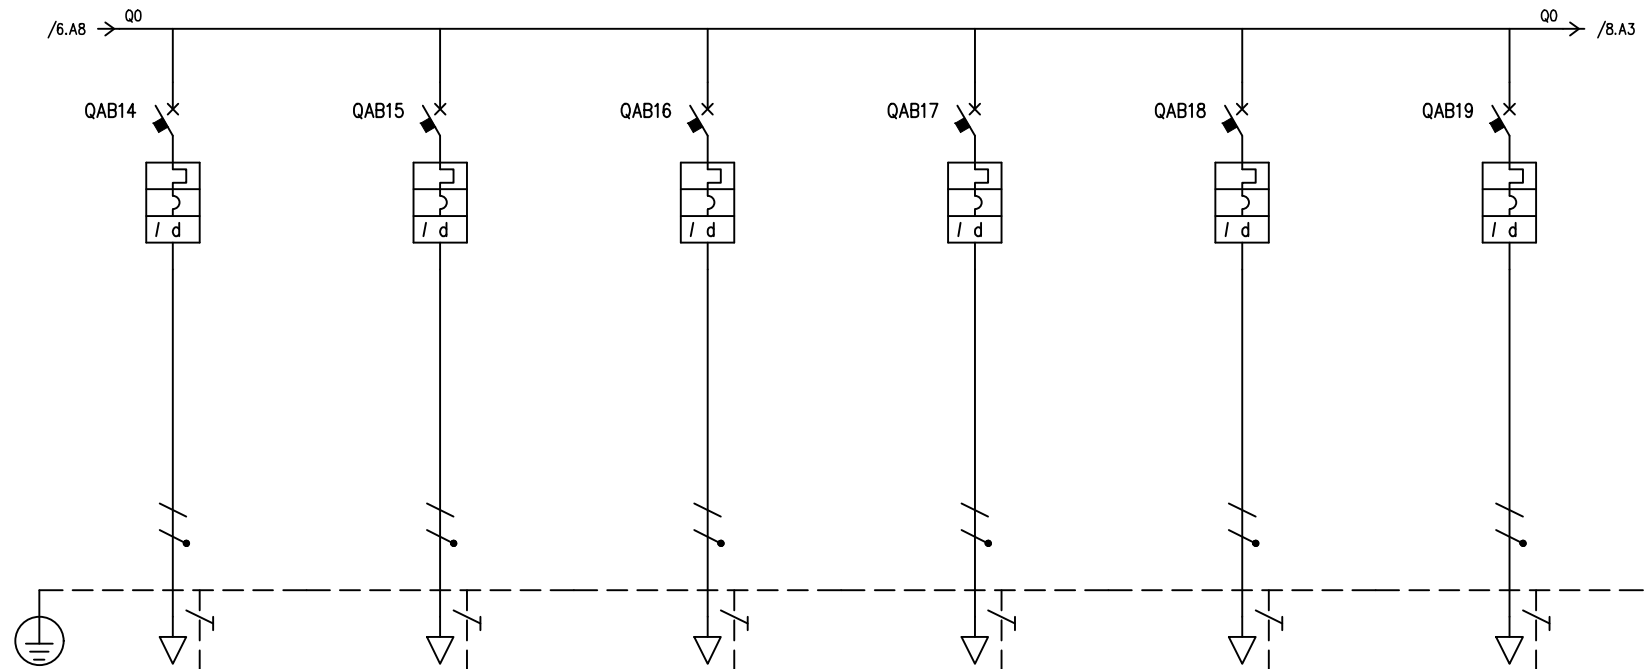 Q0 Q0
/6.A8 /8.A3
QAB14 QAB15 QAB16 QAB17 QAB18 QAB19
I d I d I d I d I d I d